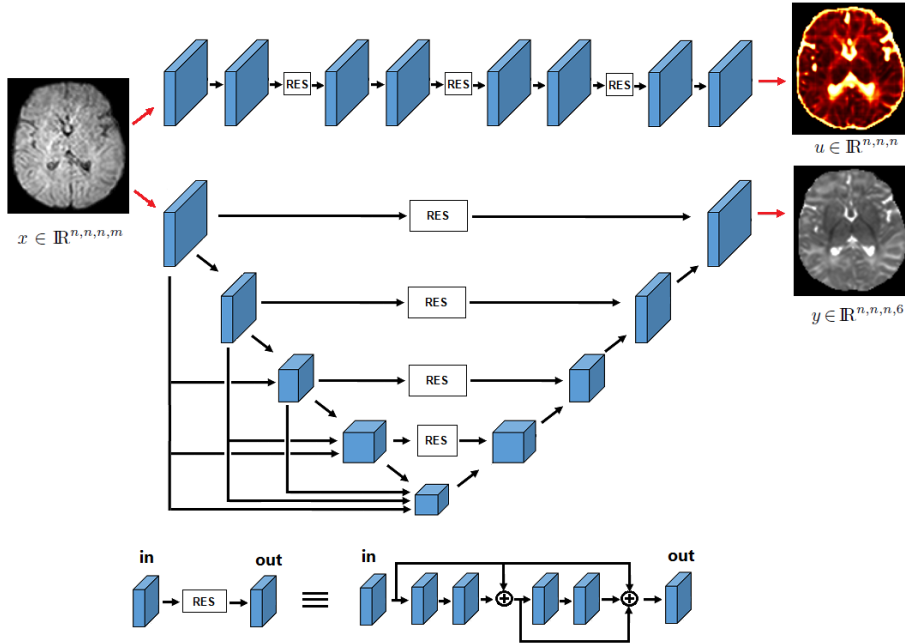 RES
RES
RES
u ∈ ℝ^{n,n,n}
x ∈ ℝ^{n,n,n,m}
RES
y ∈ ℝ^{n,n,n,6}
RES
RES
RES
in
out
in
out
RES